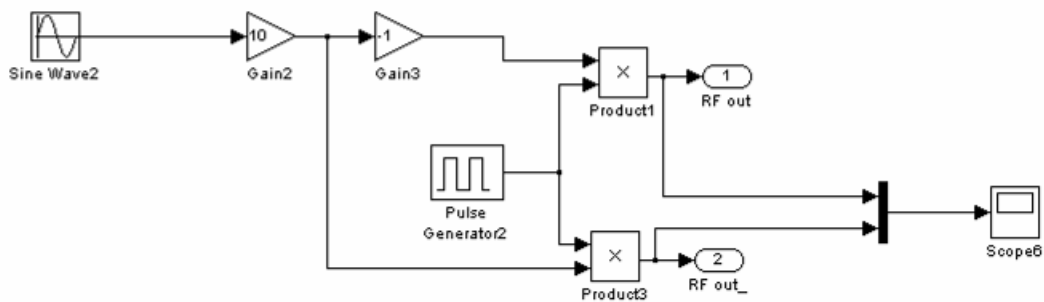 Sine Wave2
10
Gain2
-1
Gain3
×
Product1
1
RF out
Pulse
Generator2
×
Product3
2
RF out_
Scope6